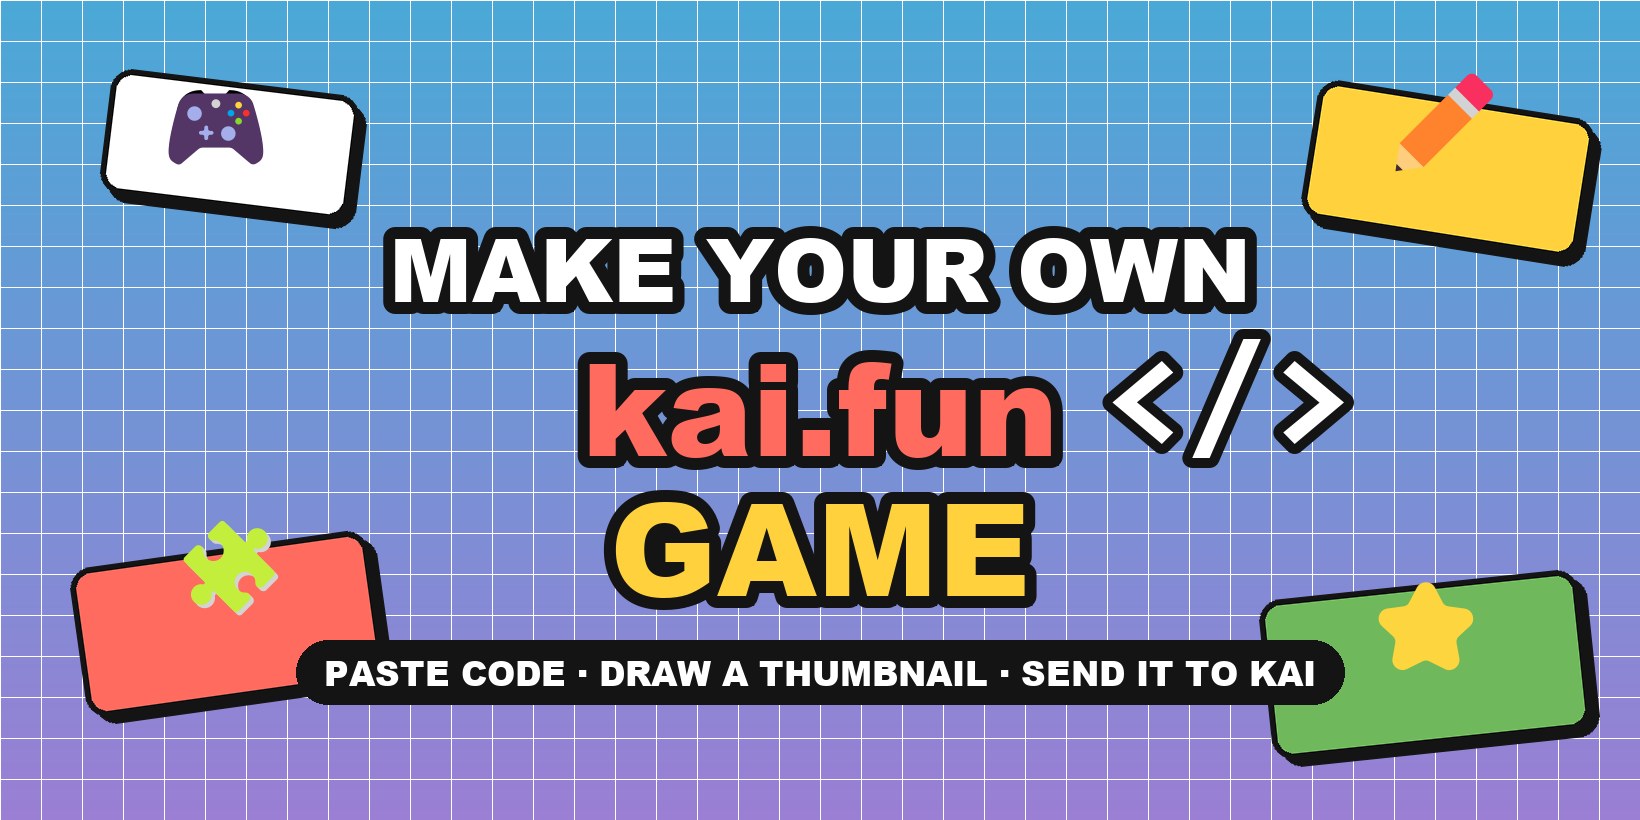 MAKE YOUR OWN
kai.fun </>
GAME
PASTE CODE · DRAW A THUMBNAIL · SEND IT TO KAI